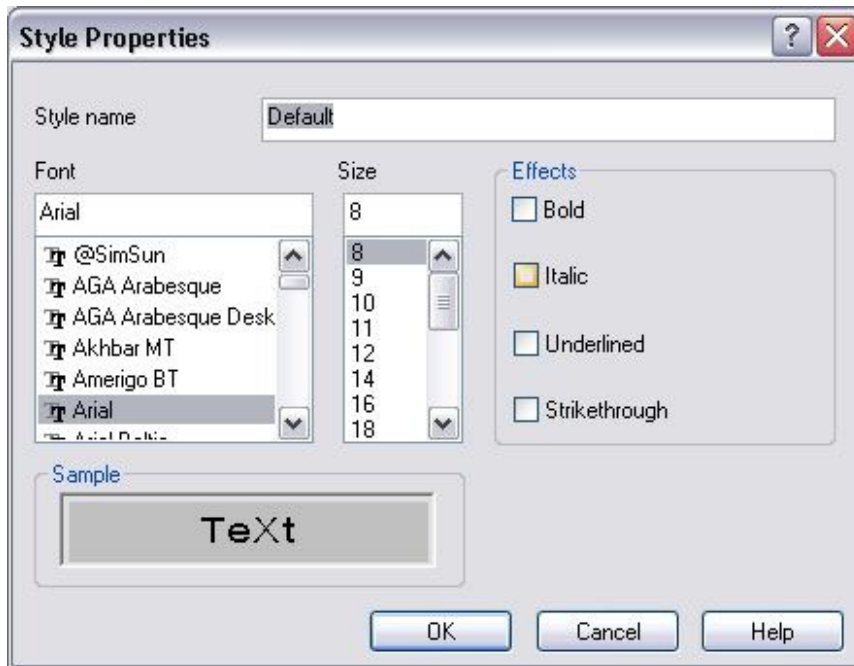 Style Properties
Style name
Default
Font
Size
Effects
Arial
8
Bold
@SimSun
8
AGA Arabesque
9
Italic
AGA Arabesque Desk
10
11
Akhbar MT
12
Underlined
Amerigo BT
14
Arial
16
Strikethrough
Arial Baltic
18
Sample
TeXt
OK
Cancel
Help